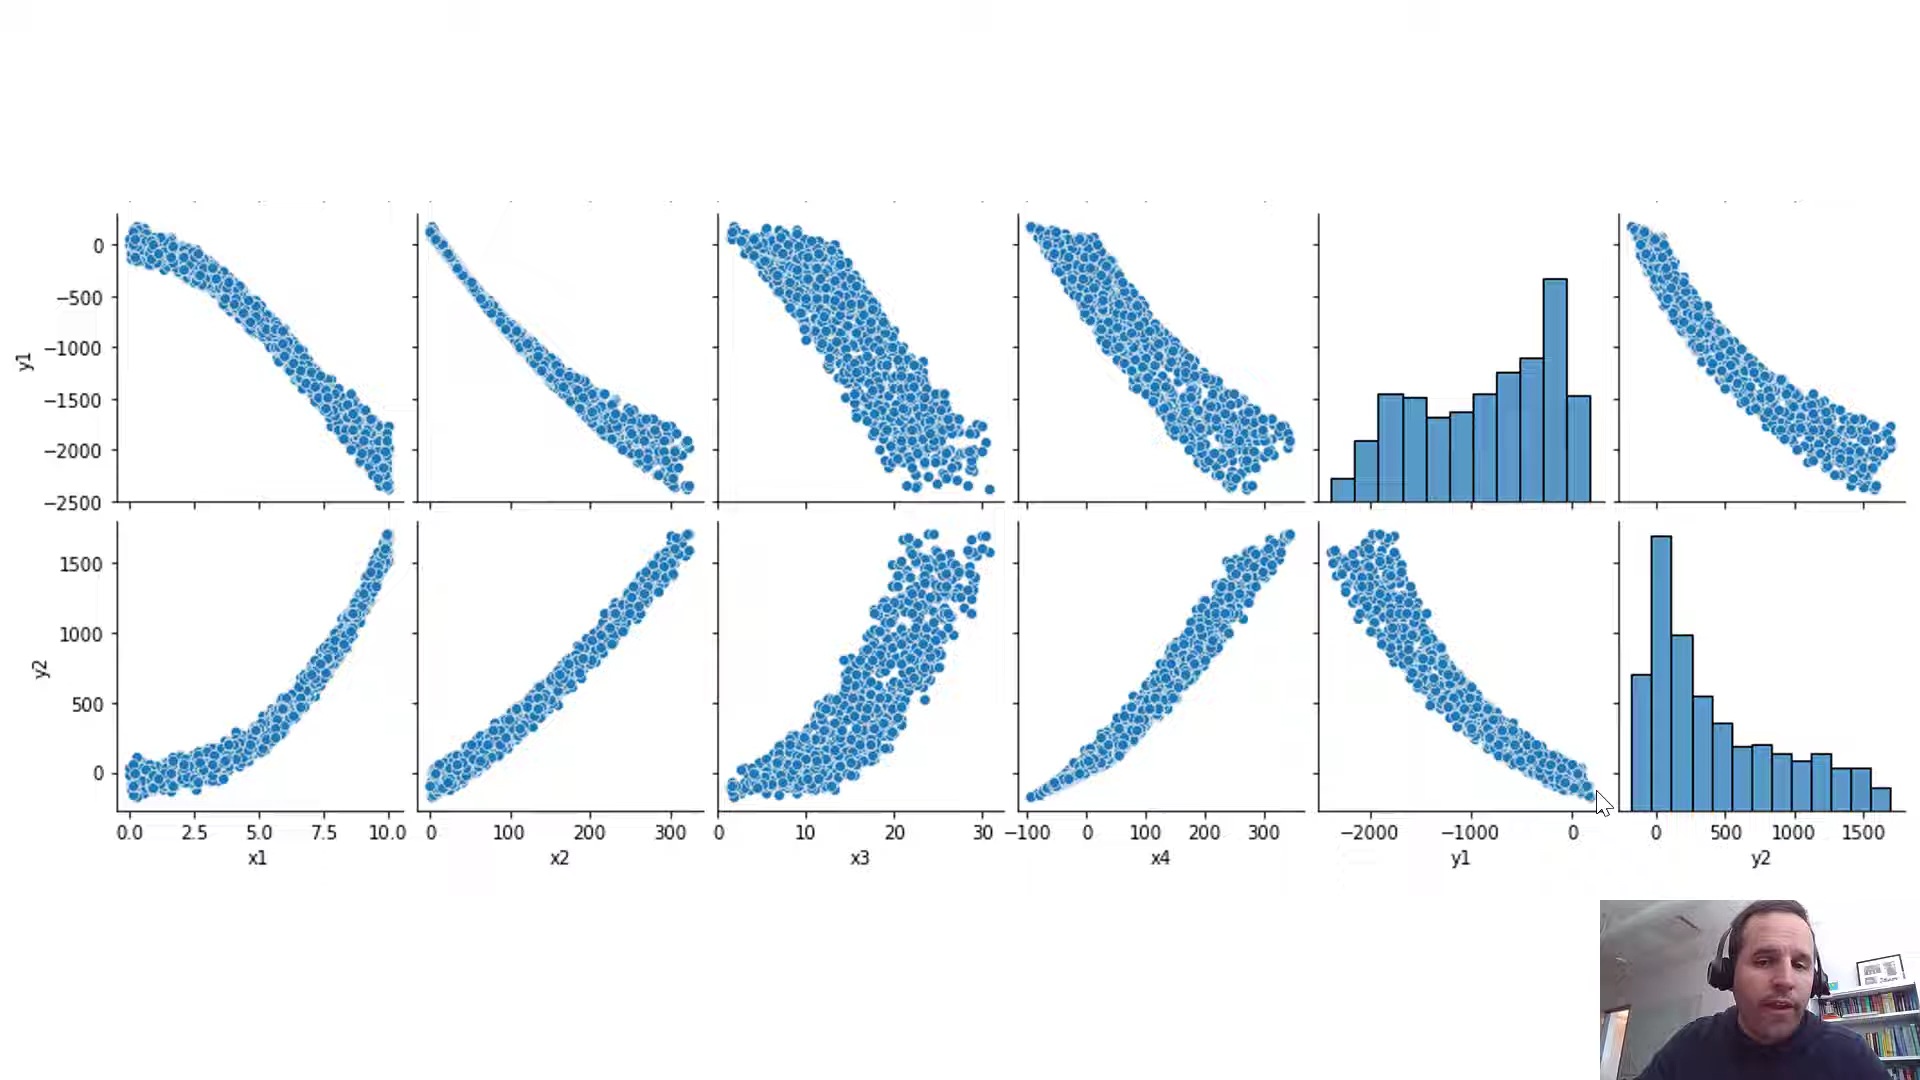 0
−500
−1000
−1500
−2000
−2500
y1
1500
1000
500
0
y2
0.0 2.5 5.0 7.5 10.0
x1
0 100 200 300
x2
0 10 20 30
x3
−100 0 100 200 300
x4
−2000 −1000 0
y1
0 500 1000 1500
y2